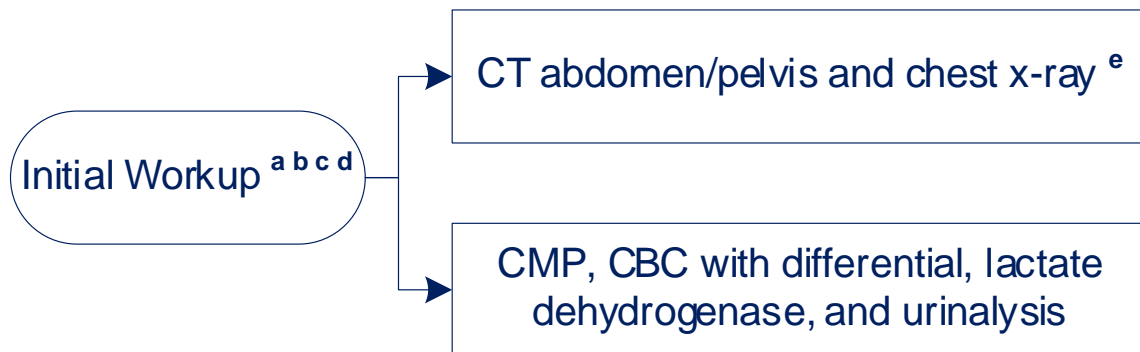 CT abdomen/pelvis and chest x-ray e
Initial Workup a b c d
CMP, CBC with differential, lactate
dehydrogenase, and urinalysis